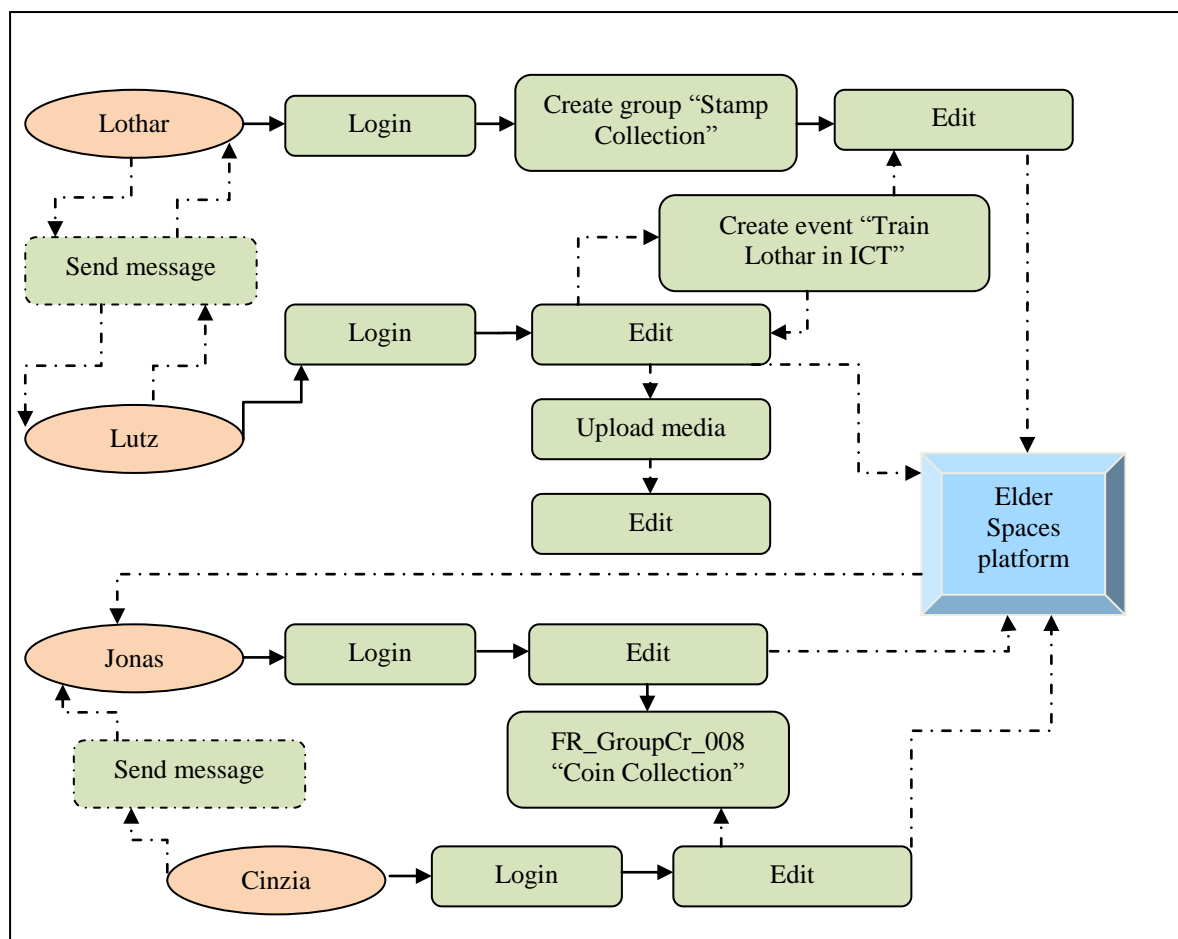 Lothar
Login
Create group “Stamp
Collection”
Edit
Create event “Train
Lothar in ICT”
Send message
Login
Edit
Lutz
Upload media
Edit
Elder
Spaces
platform
Jonas
Login
Edit
FR_GroupCr_008
“Coin Collection”
Send message
Cinzia
Login
Edit